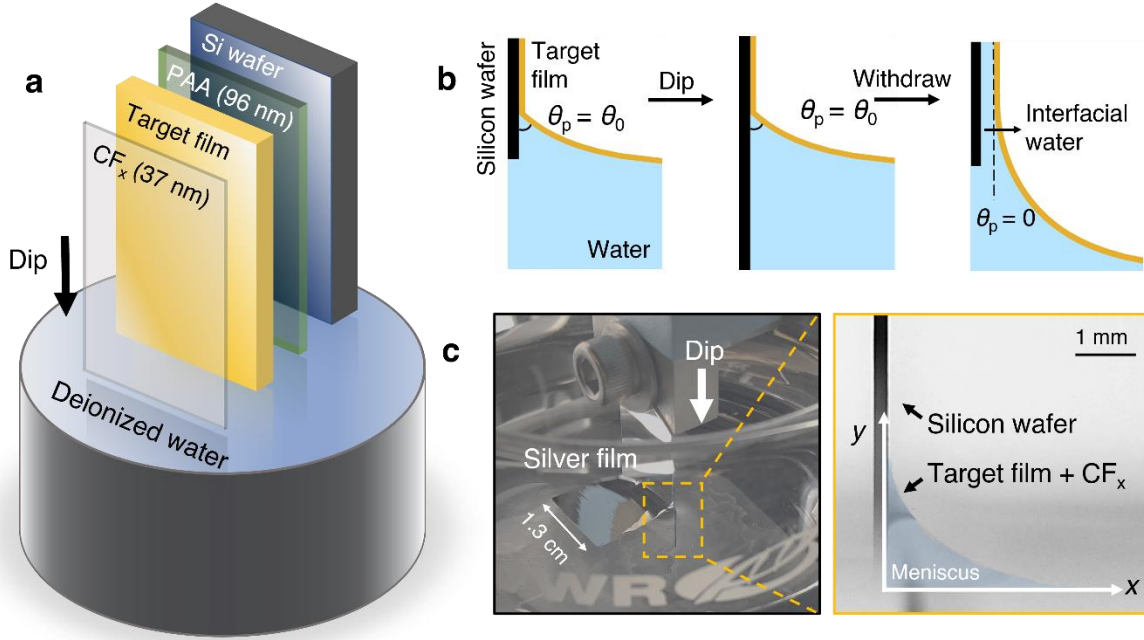 a
Si wafer
PAA (96 nm)
Target film
CFₓ (37 nm)
Dip
Deionized water
b
Silicon wafer
Target
film
θp = θ0
Dip
θp = θ0
Withdraw
Interfacial
water
θp = 0
Water
c
Dip
Silver film
1.3 cm
WR
1 mm
y
Silicon wafer
Target film + CFₓ
Meniscus
x